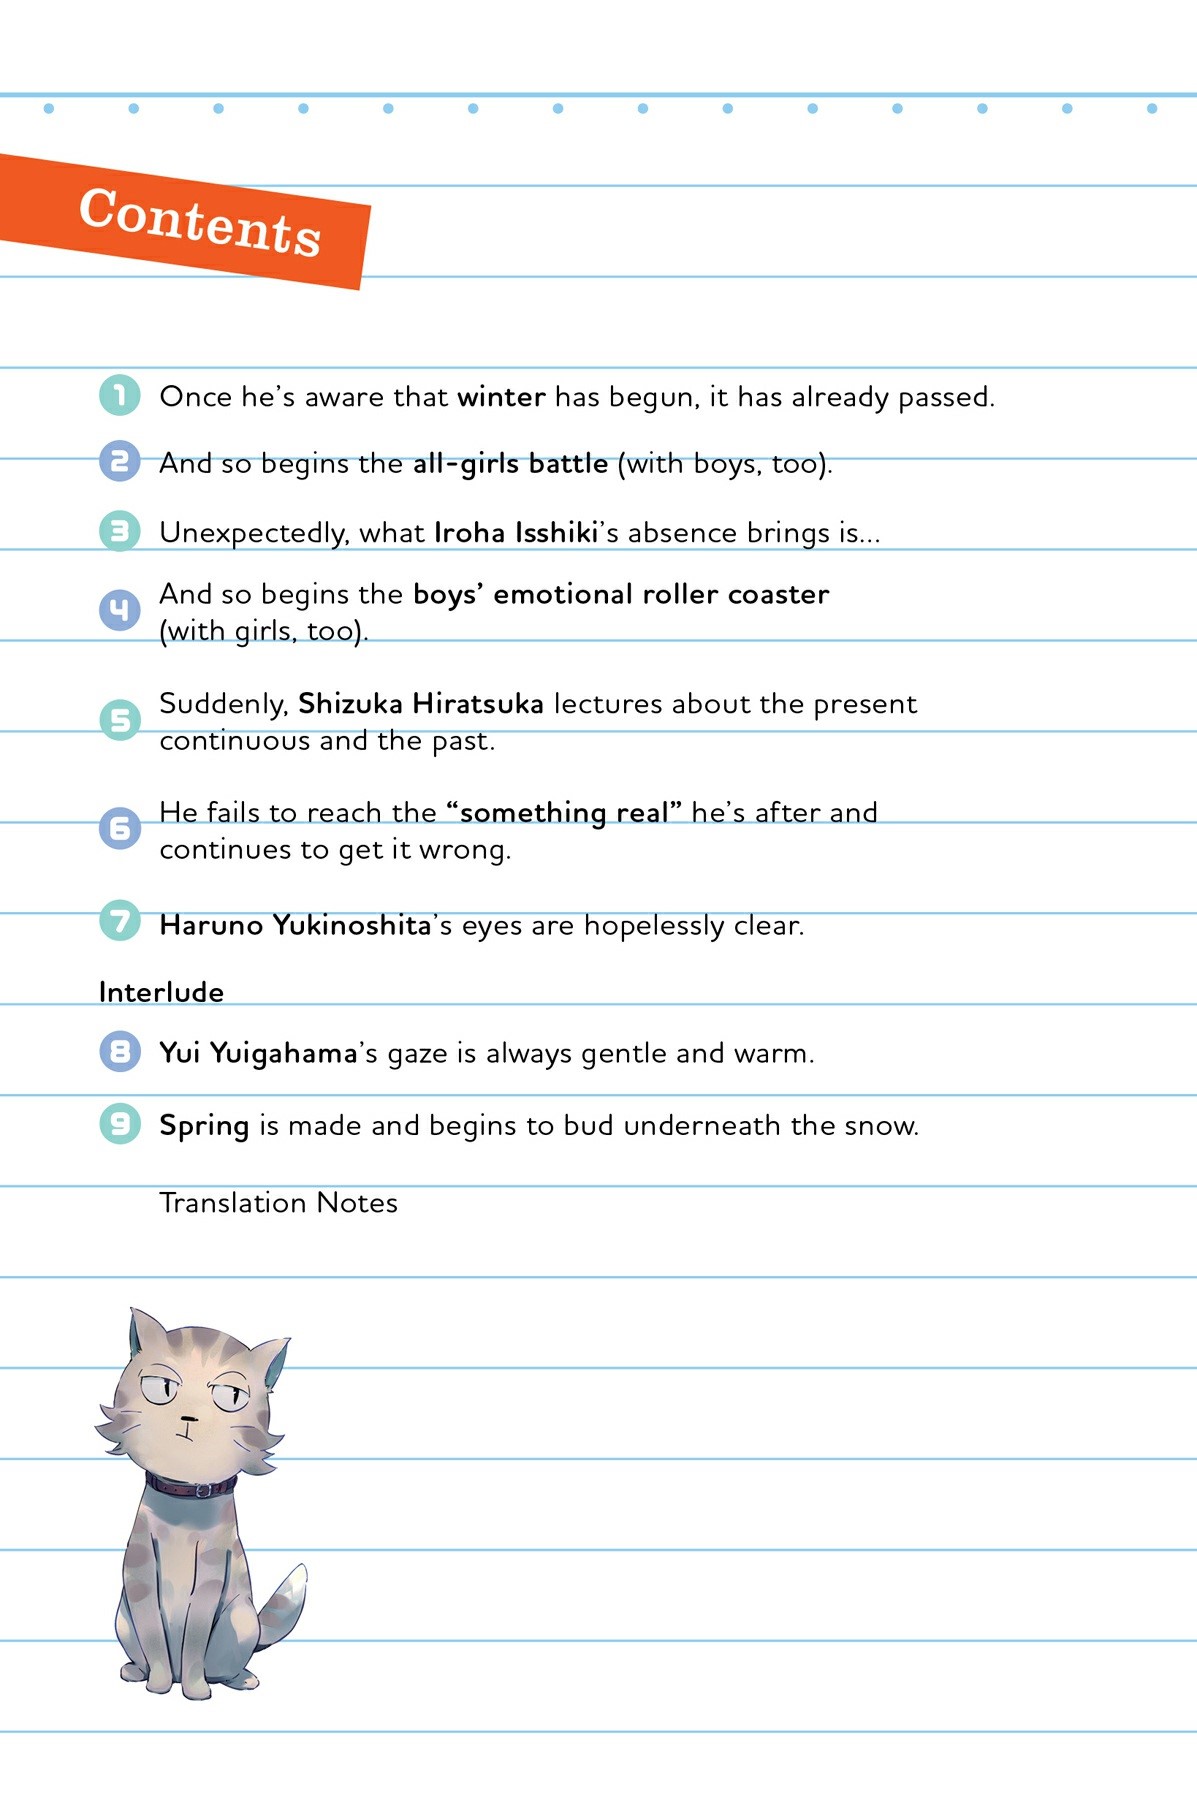 Contents
1 Once he’s aware that winter has begun, it has already passed.
2 And so begins the all-girls battle (with boys, too).
3 Unexpectedly, what Iroha Isshiki’s absence brings is...
4 And so begins the boys’ emotional roller coaster
(with girls, too).
5 Suddenly, Shizuka Hiratsuka lectures about the present
continuous and the past.
6 He fails to reach the “something real” he’s after and
continues to get it wrong.
7 Haruno Yukinoshita’s eyes are hopelessly clear.
Interlude
8 Yui Yuigahama’s gaze is always gentle and warm.
9 Spring is made and begins to bud underneath the snow.
Translation Notes